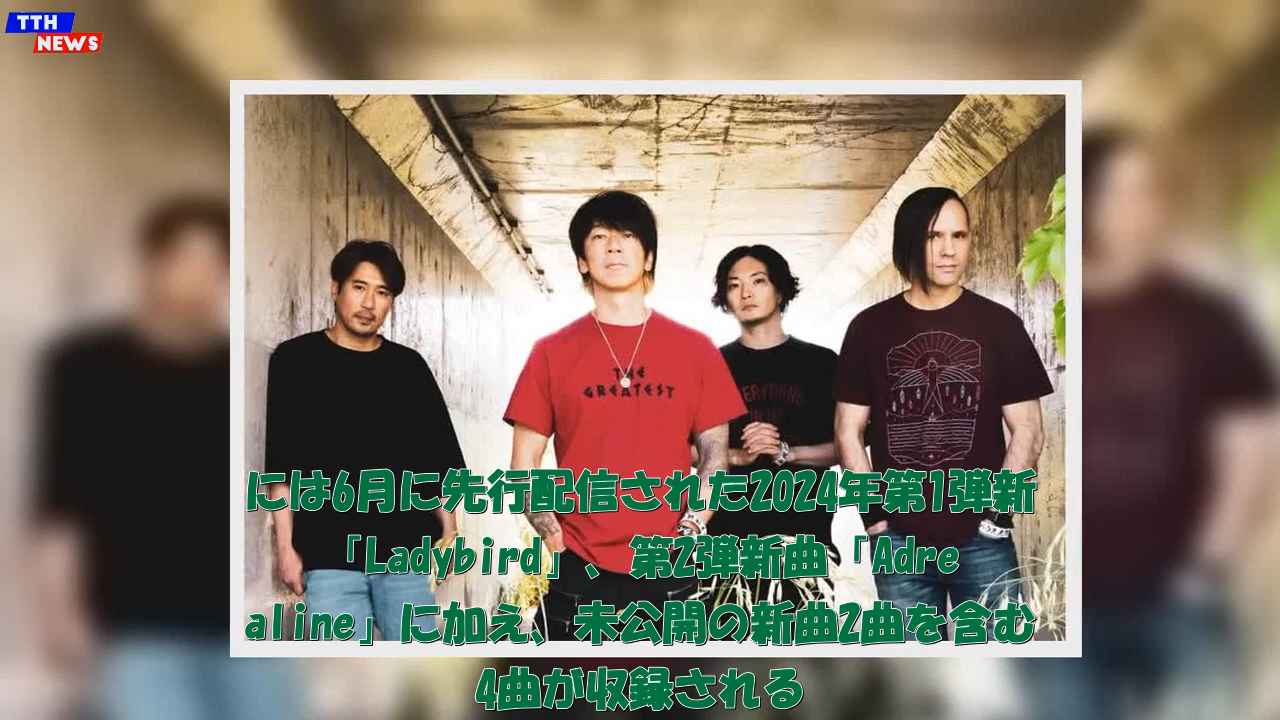 TTH
NEWS
THE
GREATEST
には6月に先行配信された2024年第1弾新
「Ladybird」、第2弾新曲「Adre
aline」に加え、未公開の新曲2曲を含む
4曲が収録される